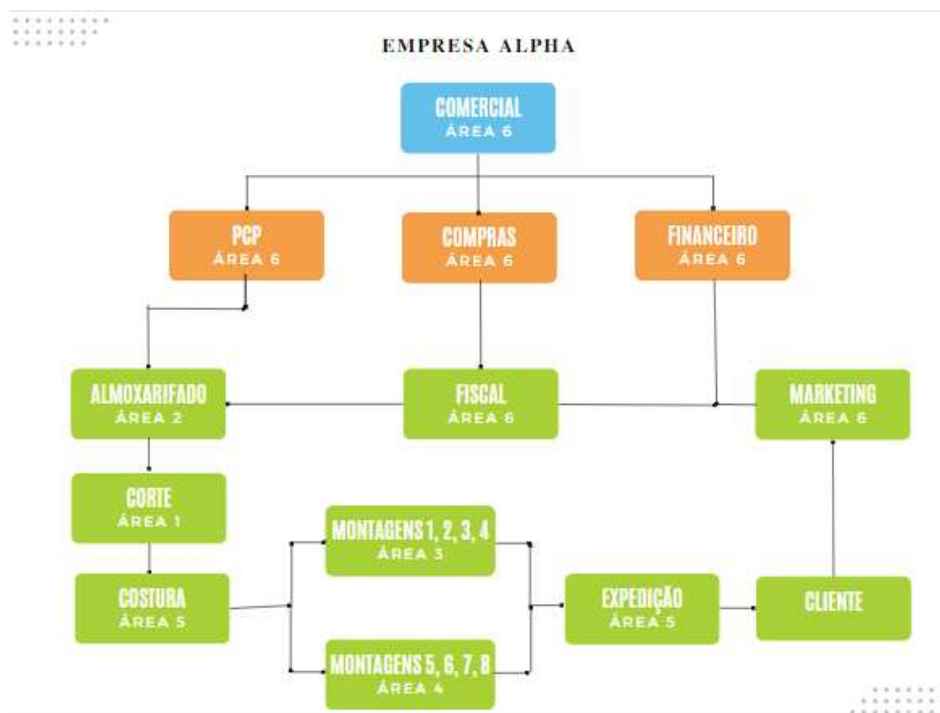 EMPRESA ALPHA
COMERCIAL
ÁREA 6
PCP
ÁREA 6
COMPRAS
ÁREA 6
FINANCEIRO
ÁREA 6
ALMOXARIFADO
ÁREA 2
FISCAL
ÁREA 6
MARKETING
ÁREA 6
CORTE
ÁREA 1
MONTAGENS 1, 2, 3, 4
ÁREA 3
COSTURA
ÁREA 5
EXPEDIÇÃO
ÁREA 5
CLIENTE
MONTAGENS 5, 6, 7, 8
ÁREA 4